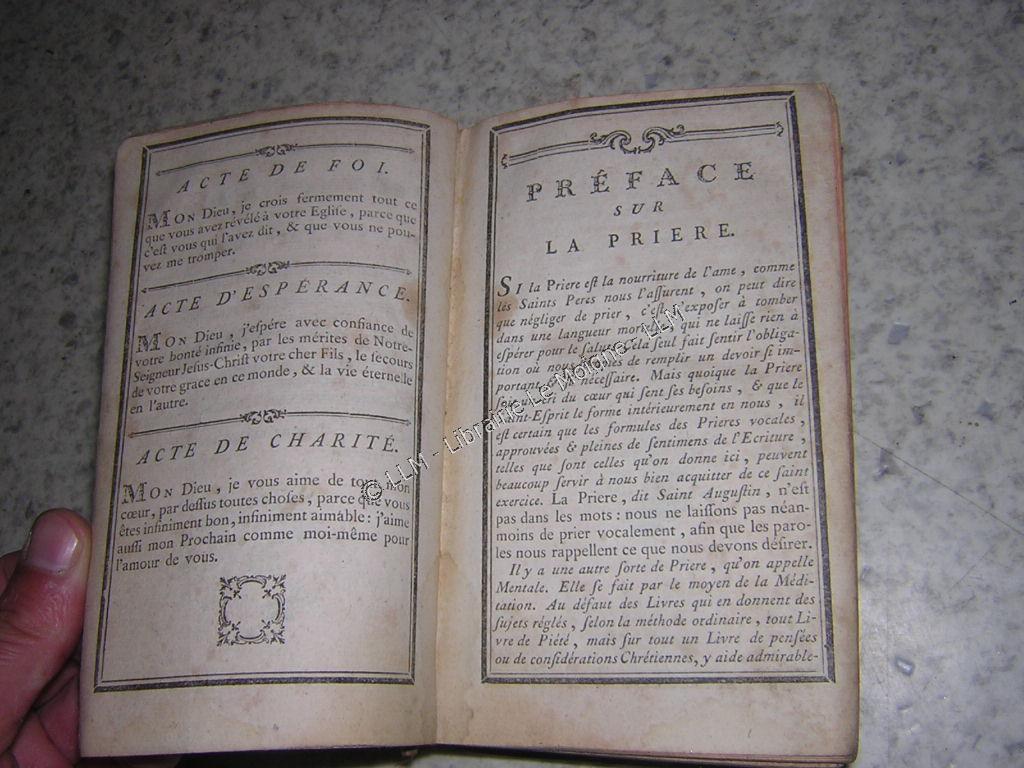 ACTE DE FOI.
MON Dieu, je crois fermement tout ce
que vous avez révélé à votre Egliſe, parce que
c'eſt vous qui l'avez dit, & que vous ne pou-
vez me tromper.
ACTE D'ESPÉRANCE.
MON Dieu, j'eſpére avec confiance de
votre bonté infinie, par les mérites de Notre-
Seigneur Jeſus-Chriſt votre cher Fils, le ſecours
de votre grace en ce monde, & la vie éternelle
en l'autre.
ACTE DE CHARITÉ.
MON Dieu, je vous aime de tout mon
cœur, par deſſus toutes choſes, parce que vous
êtes infiniment bon, infiniment aimable : j'aime
auſſi mon Prochain comme moi-même pour
l'amour de vous.
PRÉFACE
SUR
LA PRIERE.
SI la Priere eſt la nourriture de l'ame, comme
les Saints Peres nous l'aſſurent, on peut dire
que négliger de prier, c'eſt s'expoſer à tomber
dans une langueur mortelle, qui ne laiſſe rien à
eſpérer pour le ſalut. Cela ſeul fait ſentir l'obliga-
tion où nous ſommes de remplir un devoir ſi im-
portant & ſi néceſſaire. Mais quoique la Priere
ſoit un cri du cœur qui ſent ſes beſoins, & que le
Saint-Eſprit le forme intérieurement en nous, il
eſt certain que les formules des Prieres vocales,
approuvées & pleines de ſentimens de l'Ecriture,
telles que ſont celles qu'on donne ici, peuvent
beaucoup ſervir à nous bien acquitter de ce ſaint
exercice. La Priere, dit Saint Auguſtin, n'eſt
pas dans les mots : nous ne laiſſons pas néan-
moins de prier vocalement, afin que les paro-
les nous rappellent ce que nous devons déſirer.
Il y a une autre ſorte de Priere, qu'on appelle
Mentale. Elle ſe fait par le moyen de la Médi-
tation. Au défaut des Livres qui en donnent des
ſujets réglés, ſelon la méthode ordinaire, tout Li-
vre de Piété, mais ſur tout un Livre de penſées
ou de conſidérations Chrétiennes, y aide admirable-
© LLM - Librairie Le Moigne - LLM